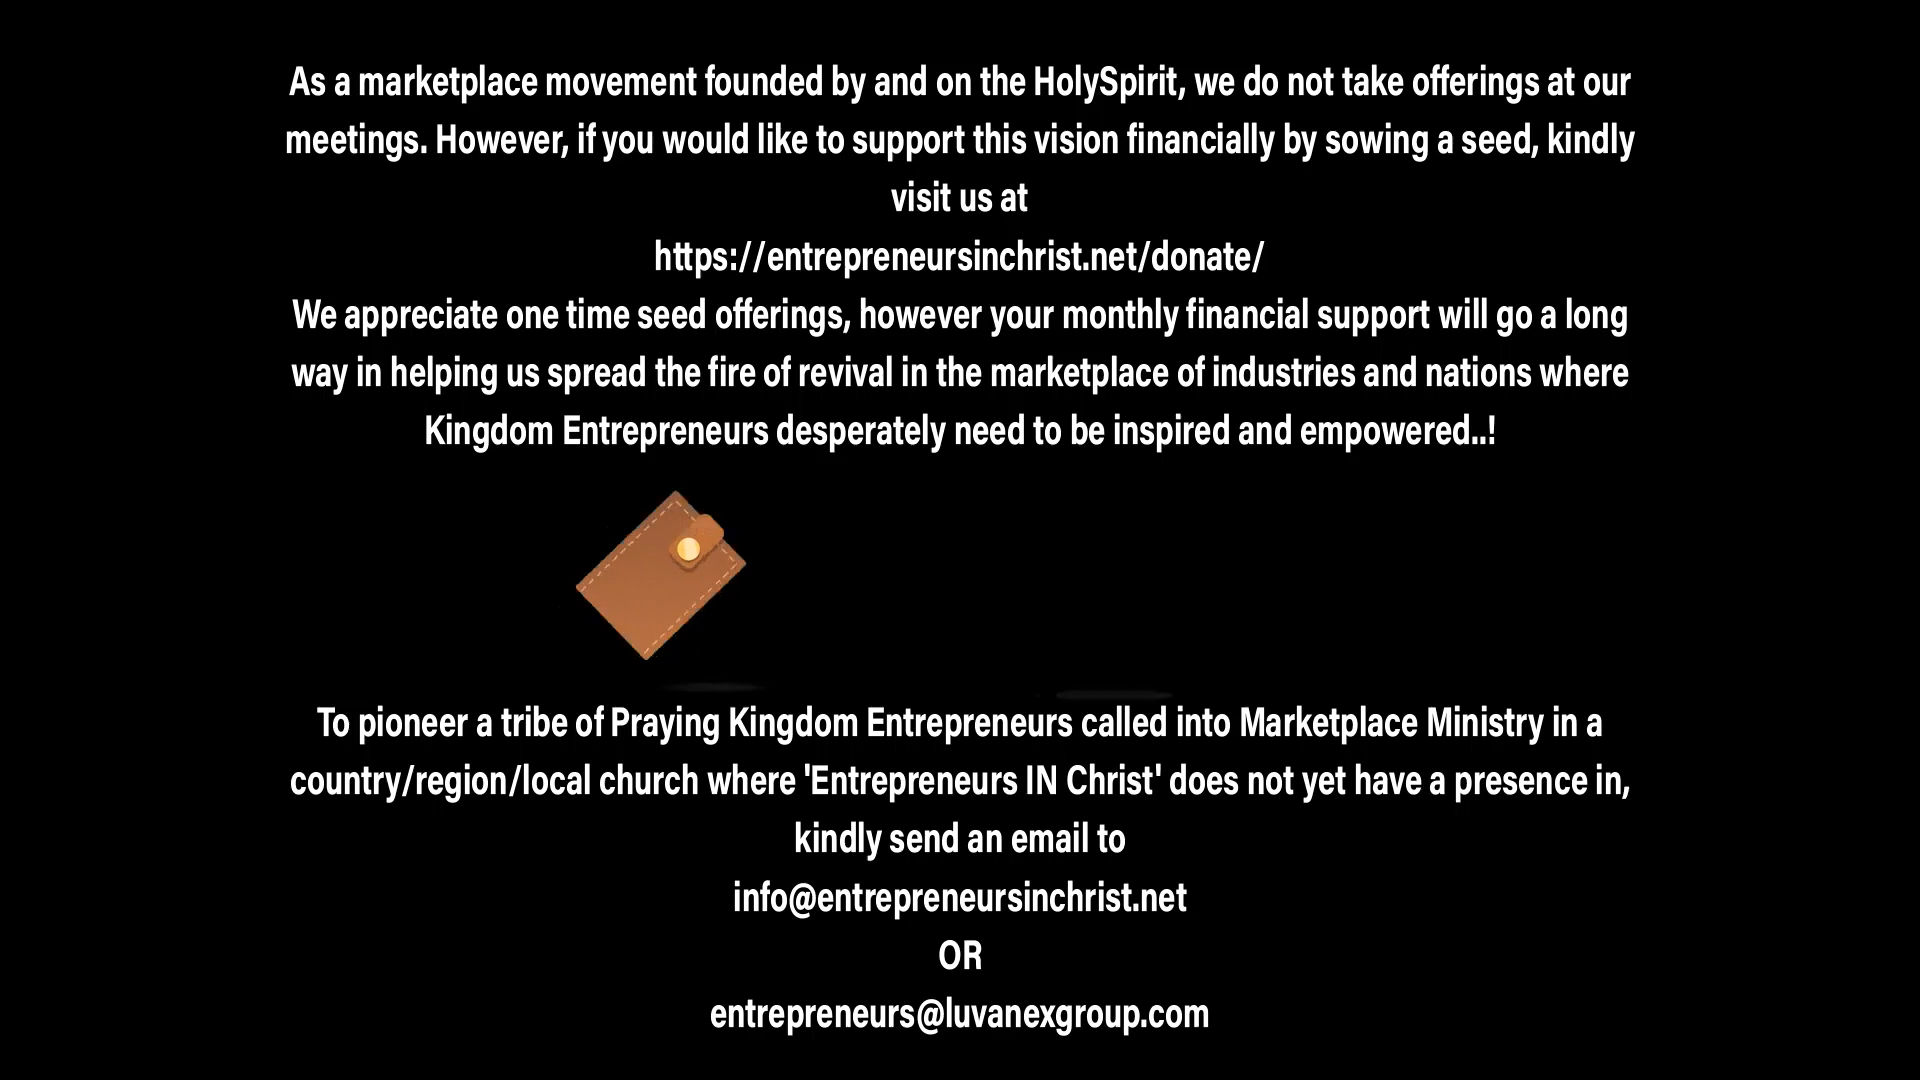 As a marketplace movement founded by and on the HolySpirit, we do not take offerings at our
meetings. However, if you would like to support this vision financially by sowing a seed, kindly
visit us at
https://entrepreneursinchrist.net/donate/
We appreciate one time seed offerings, however your monthly financial support will go a long
way in helping us spread the fire of revival in the marketplace of industries and nations where
Kingdom Entrepreneurs desperately need to be inspired and empowered..!
To pioneer a tribe of Praying Kingdom Entrepreneurs called into Marketplace Ministry in a
country/region/local church where 'Entrepreneurs IN Christ' does not yet have a presence in,
kindly send an email to
info@entrepreneursinchrist.net
OR
entrepreneurs@luvanexgroup.com